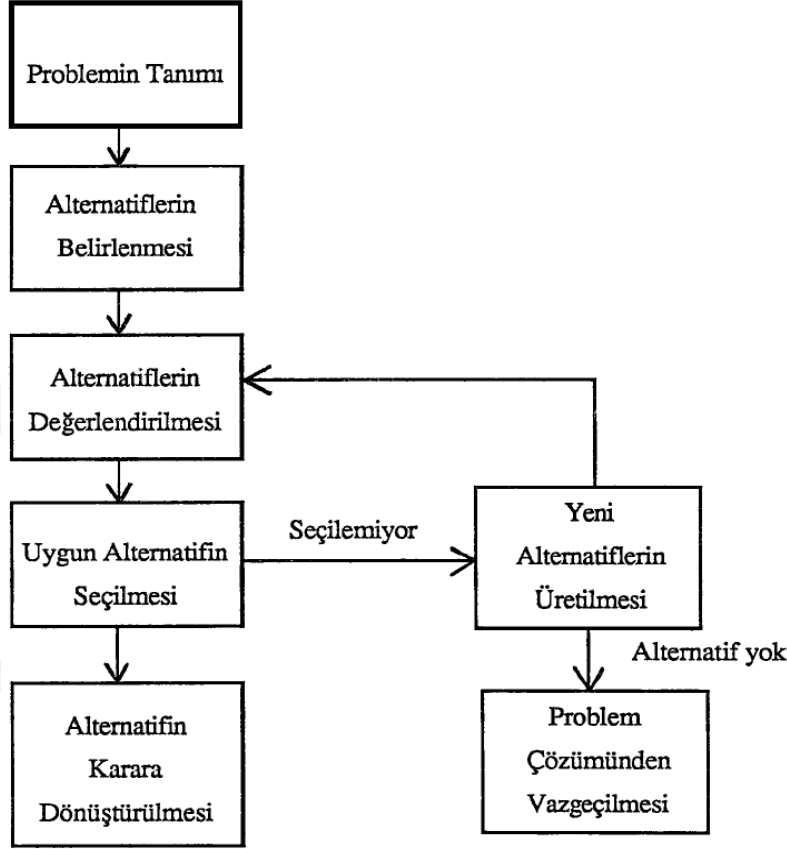 Problemin Tanımı
Alternatiflerin
Belirlenmesi
Alternatiflerin
Değerlendirilmesi
Uygun Alternatifin
Seçilmesi
Seçilemiyor
Yeni
Alternatiflerin
Üretilmesi
Alternatif yok
Alternatifin
Karara
Dönüştürülmesi
Problem
Çözümünden
Vazgeçilmesi